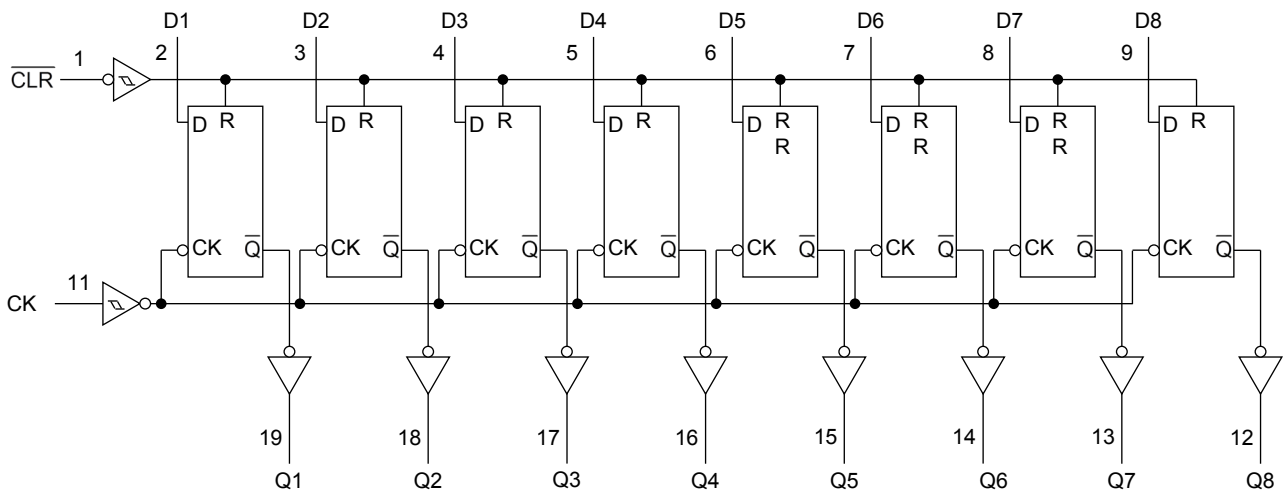 D1 D2 D3 D4 D5 D6 D7 D8
1 2 3 4 5 6 7 8 9
C̅L̅R̅
D R D R D R D R D R D R D R D R
R R R
CK Q̅ CK Q̅ CK Q̅ CK Q̅ CK Q̅ CK Q̅ CK Q̅ CK Q̅
11
CK
19 18 17 16 15 14 13 12
Q1 Q2 Q3 Q4 Q5 Q6 Q7 Q8